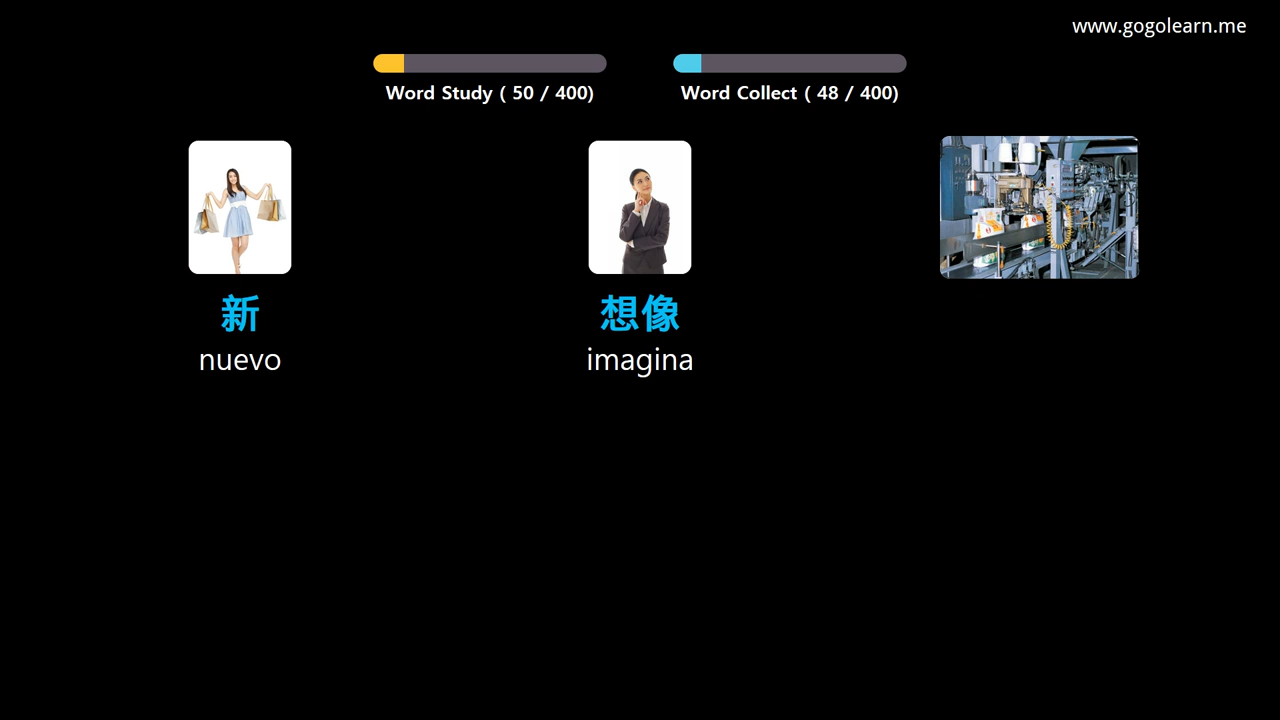 www.gogolearn.me
Word Study ( 50 / 400)
Word Collect ( 48 / 400)
新
nuevo
想像
imagina